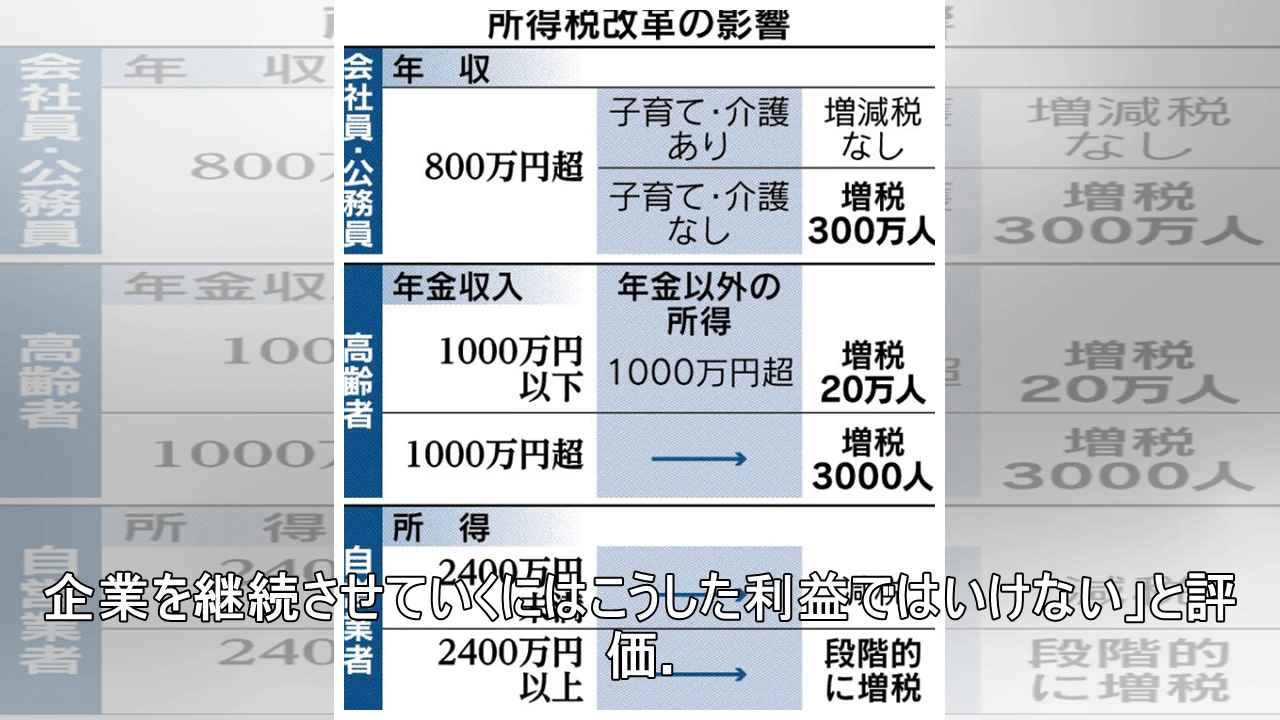 所得税改革の影響
会社員・公務員
年 収
800万円超
子育て・介護
あり
増減税
なし
子育て・介護
なし
増税
300万人
高齢者
年金収入
年金以外の
所得
1000万円
以下
1000万円超
増税
20万人
1000万円超
増税
3000人
自営業者
所 得
2400万円
2400万円
以上
段階的
に増税
企業を継続させていくにはこうした利益ではいけない」と評
価.